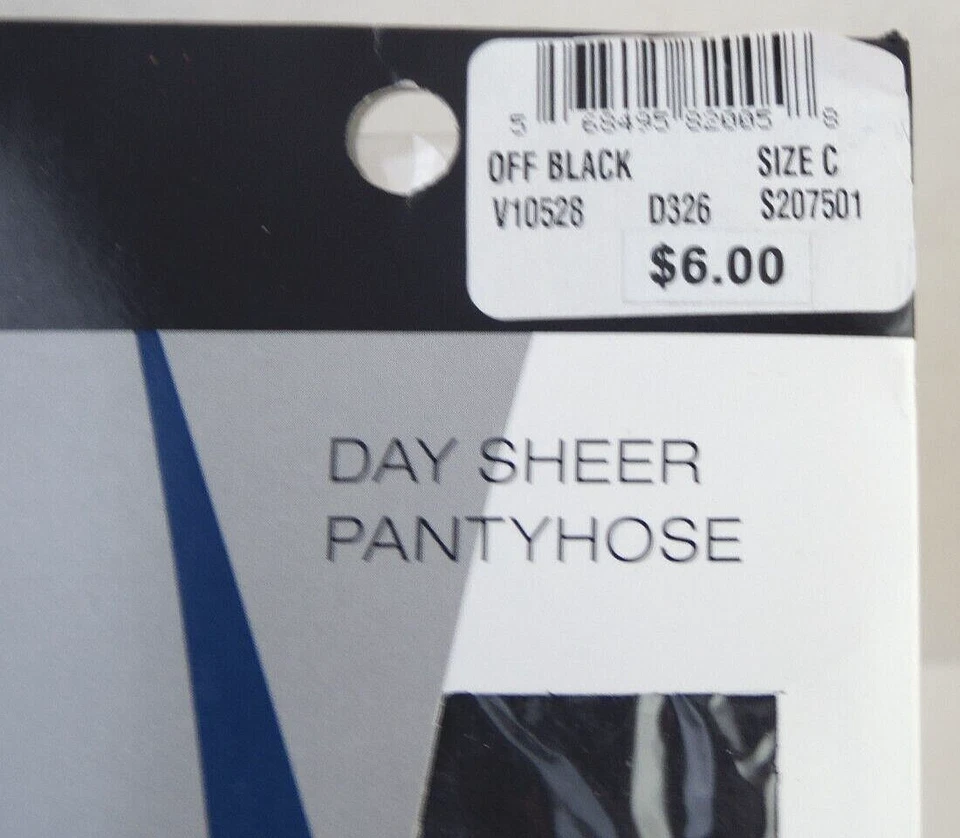 5 68495 82005 8
OFF BLACK SIZE C
V10528 D326 S207501
$6.00
DAY SHEER
PANTYHOSE